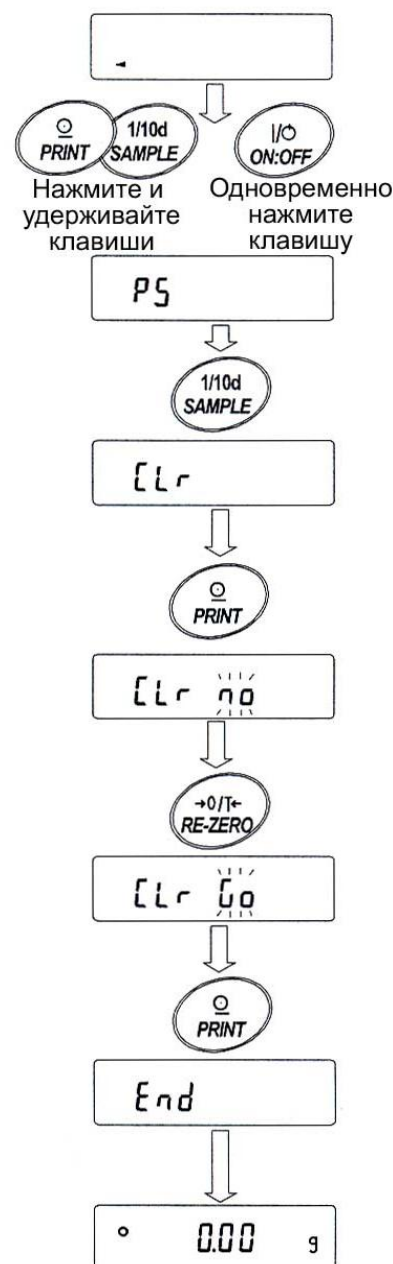 PRINT
1/10d
SAMPLE
I/
ON:OFF
Нажмите и
удерживайте
клавиши
Одновременно
нажмите
клавишу
PS
1/10d
SAMPLE
CLr
PRINT
CLr no
→0/T←
RE-ZERO
CLr Go
PRINT
End
0.00 g